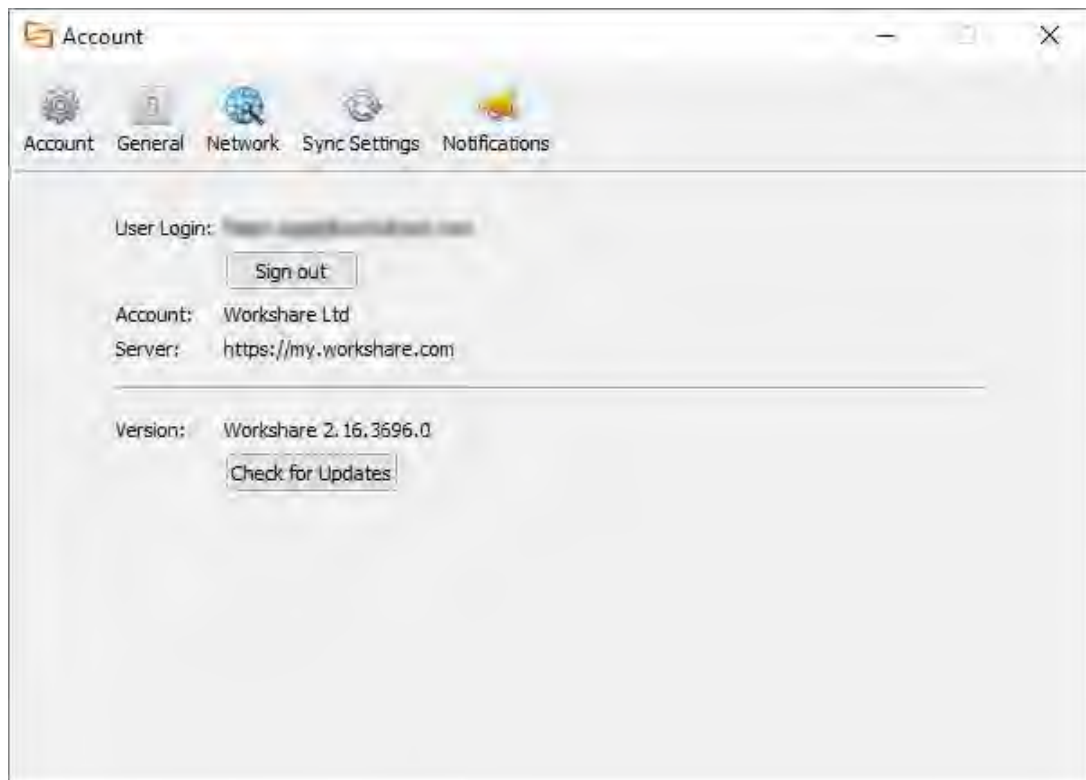 Account
Account General Network Sync Settings Notifications
User Login:
Sign out
Account: Workshare Ltd
Server: https://my.workshare.com
Version: Workshare 2.16.3696.0
Check for Updates